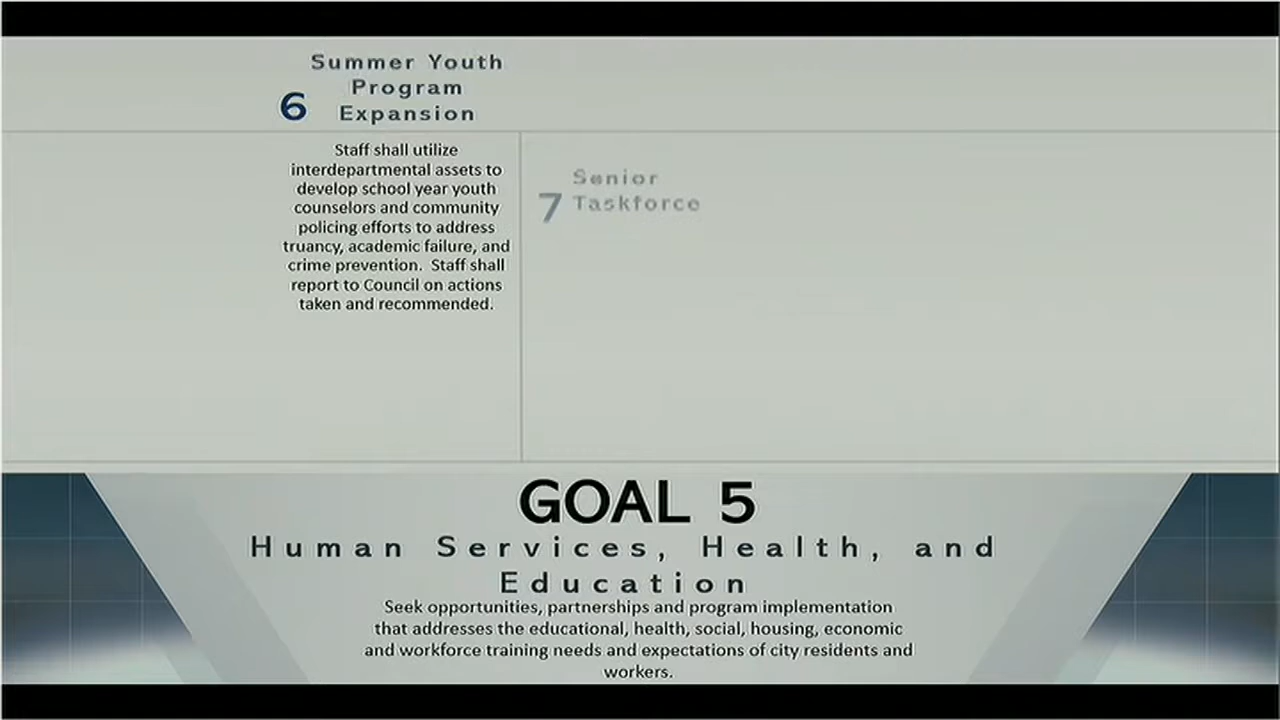 Summer Youth
Program
6 Expansion
Staff shall utilize
interdepartmental assets to
develop school year youth
counselors and community
policing efforts to address
truancy, academic failure, and
crime prevention. Staff shall
report to Council on actions
taken and recommended.
Senior
7 Taskforce
GOAL 5
Human Services, Health, and
Education
Seek opportunities, partnerships and program implementation
that addresses the educational, health, social, housing, economic
and workforce training needs and expectations of city residents and
workers.